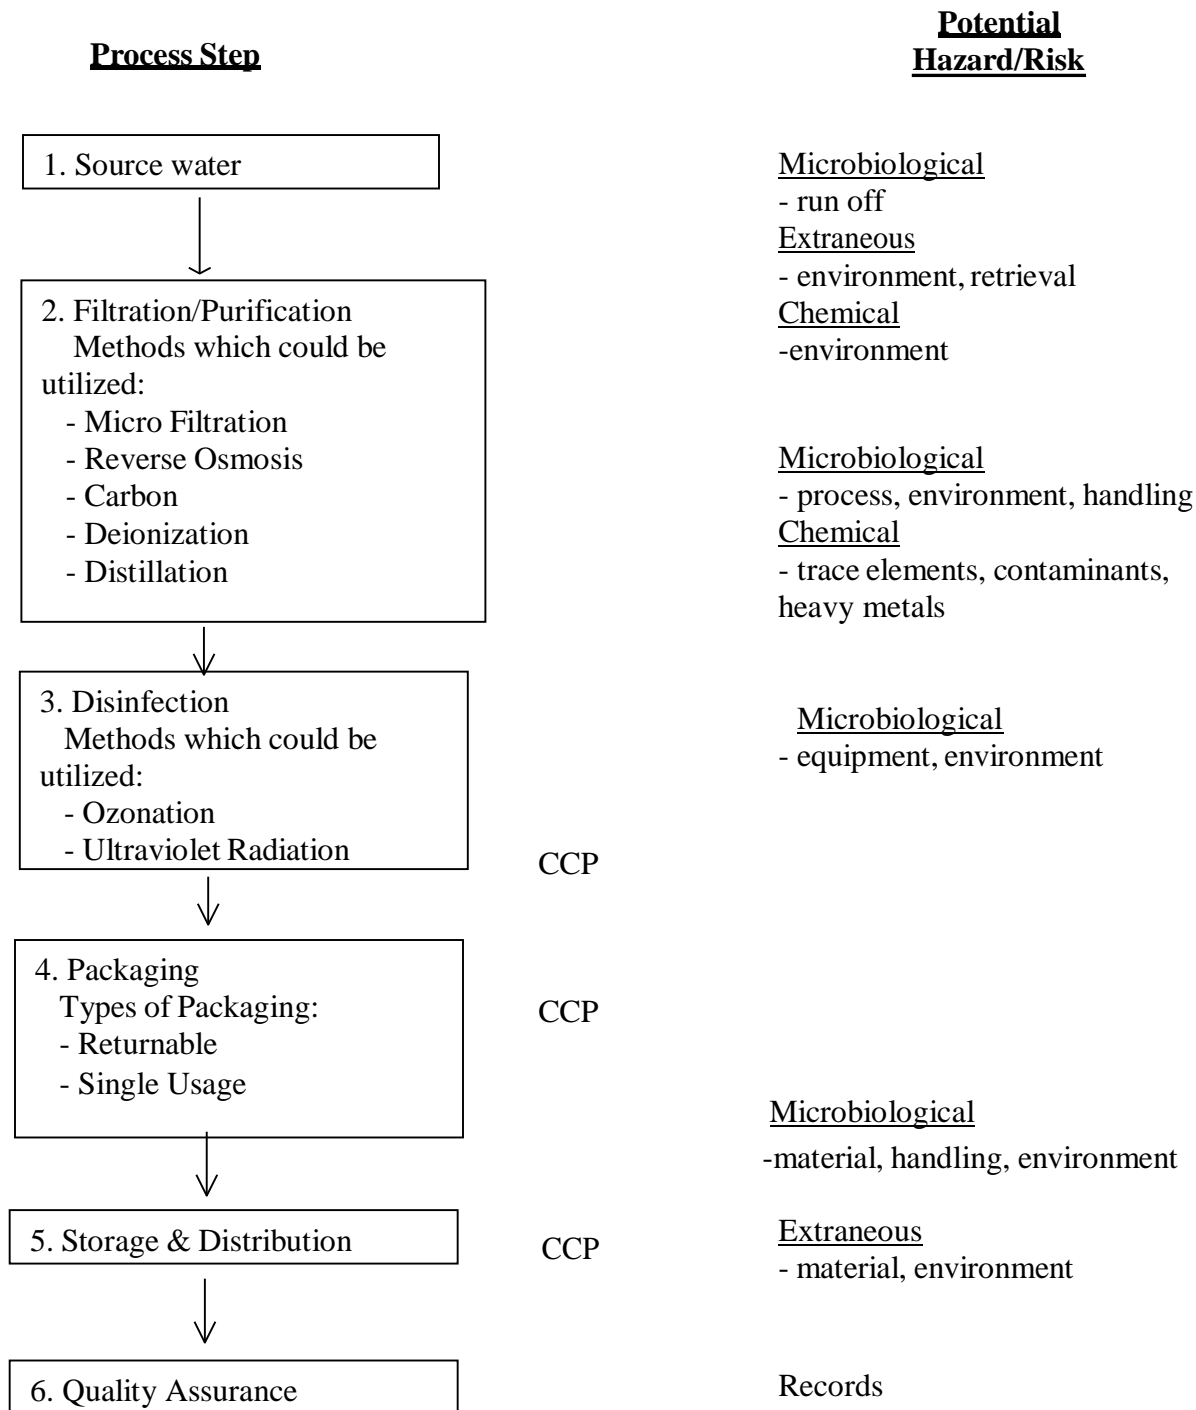 Process Step
Potential
Hazard/Risk
1. Source water
Microbiological
- run off
Extraneous
- environment, retrieval
Chemical
-environment
2. Filtration/Purification
Methods which could be
utilized:
- Micro Filtration
- Reverse Osmosis
- Carbon
- Deionization
- Distillation
Microbiological
- process, environment, handling
Chemical
- trace elements, contaminants,
heavy metals
3. Disinfection
Methods which could be
utilized:
- Ozonation
- Ultraviolet Radiation
CCP
Microbiological
- equipment, environment
4. Packaging
Types of Packaging:
- Returnable
- Single Usage
CCP
Microbiological
-material, handling, environment
5. Storage & Distribution
CCP
Extraneous
- material, environment
6. Quality Assurance
Records